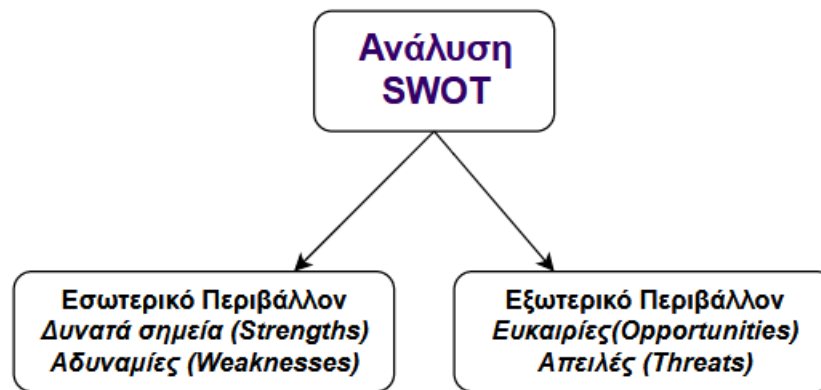 Ανάλυση
SWOT
Εσωτερικό Περιβάλλον
Δυνατά σημεία (Strengths)
Αδυναμίες (Weaknesses)
Εξωτερικό Περιβάλλον
Ευκαιρίες(Opportunities)
Απειλές (Threats)